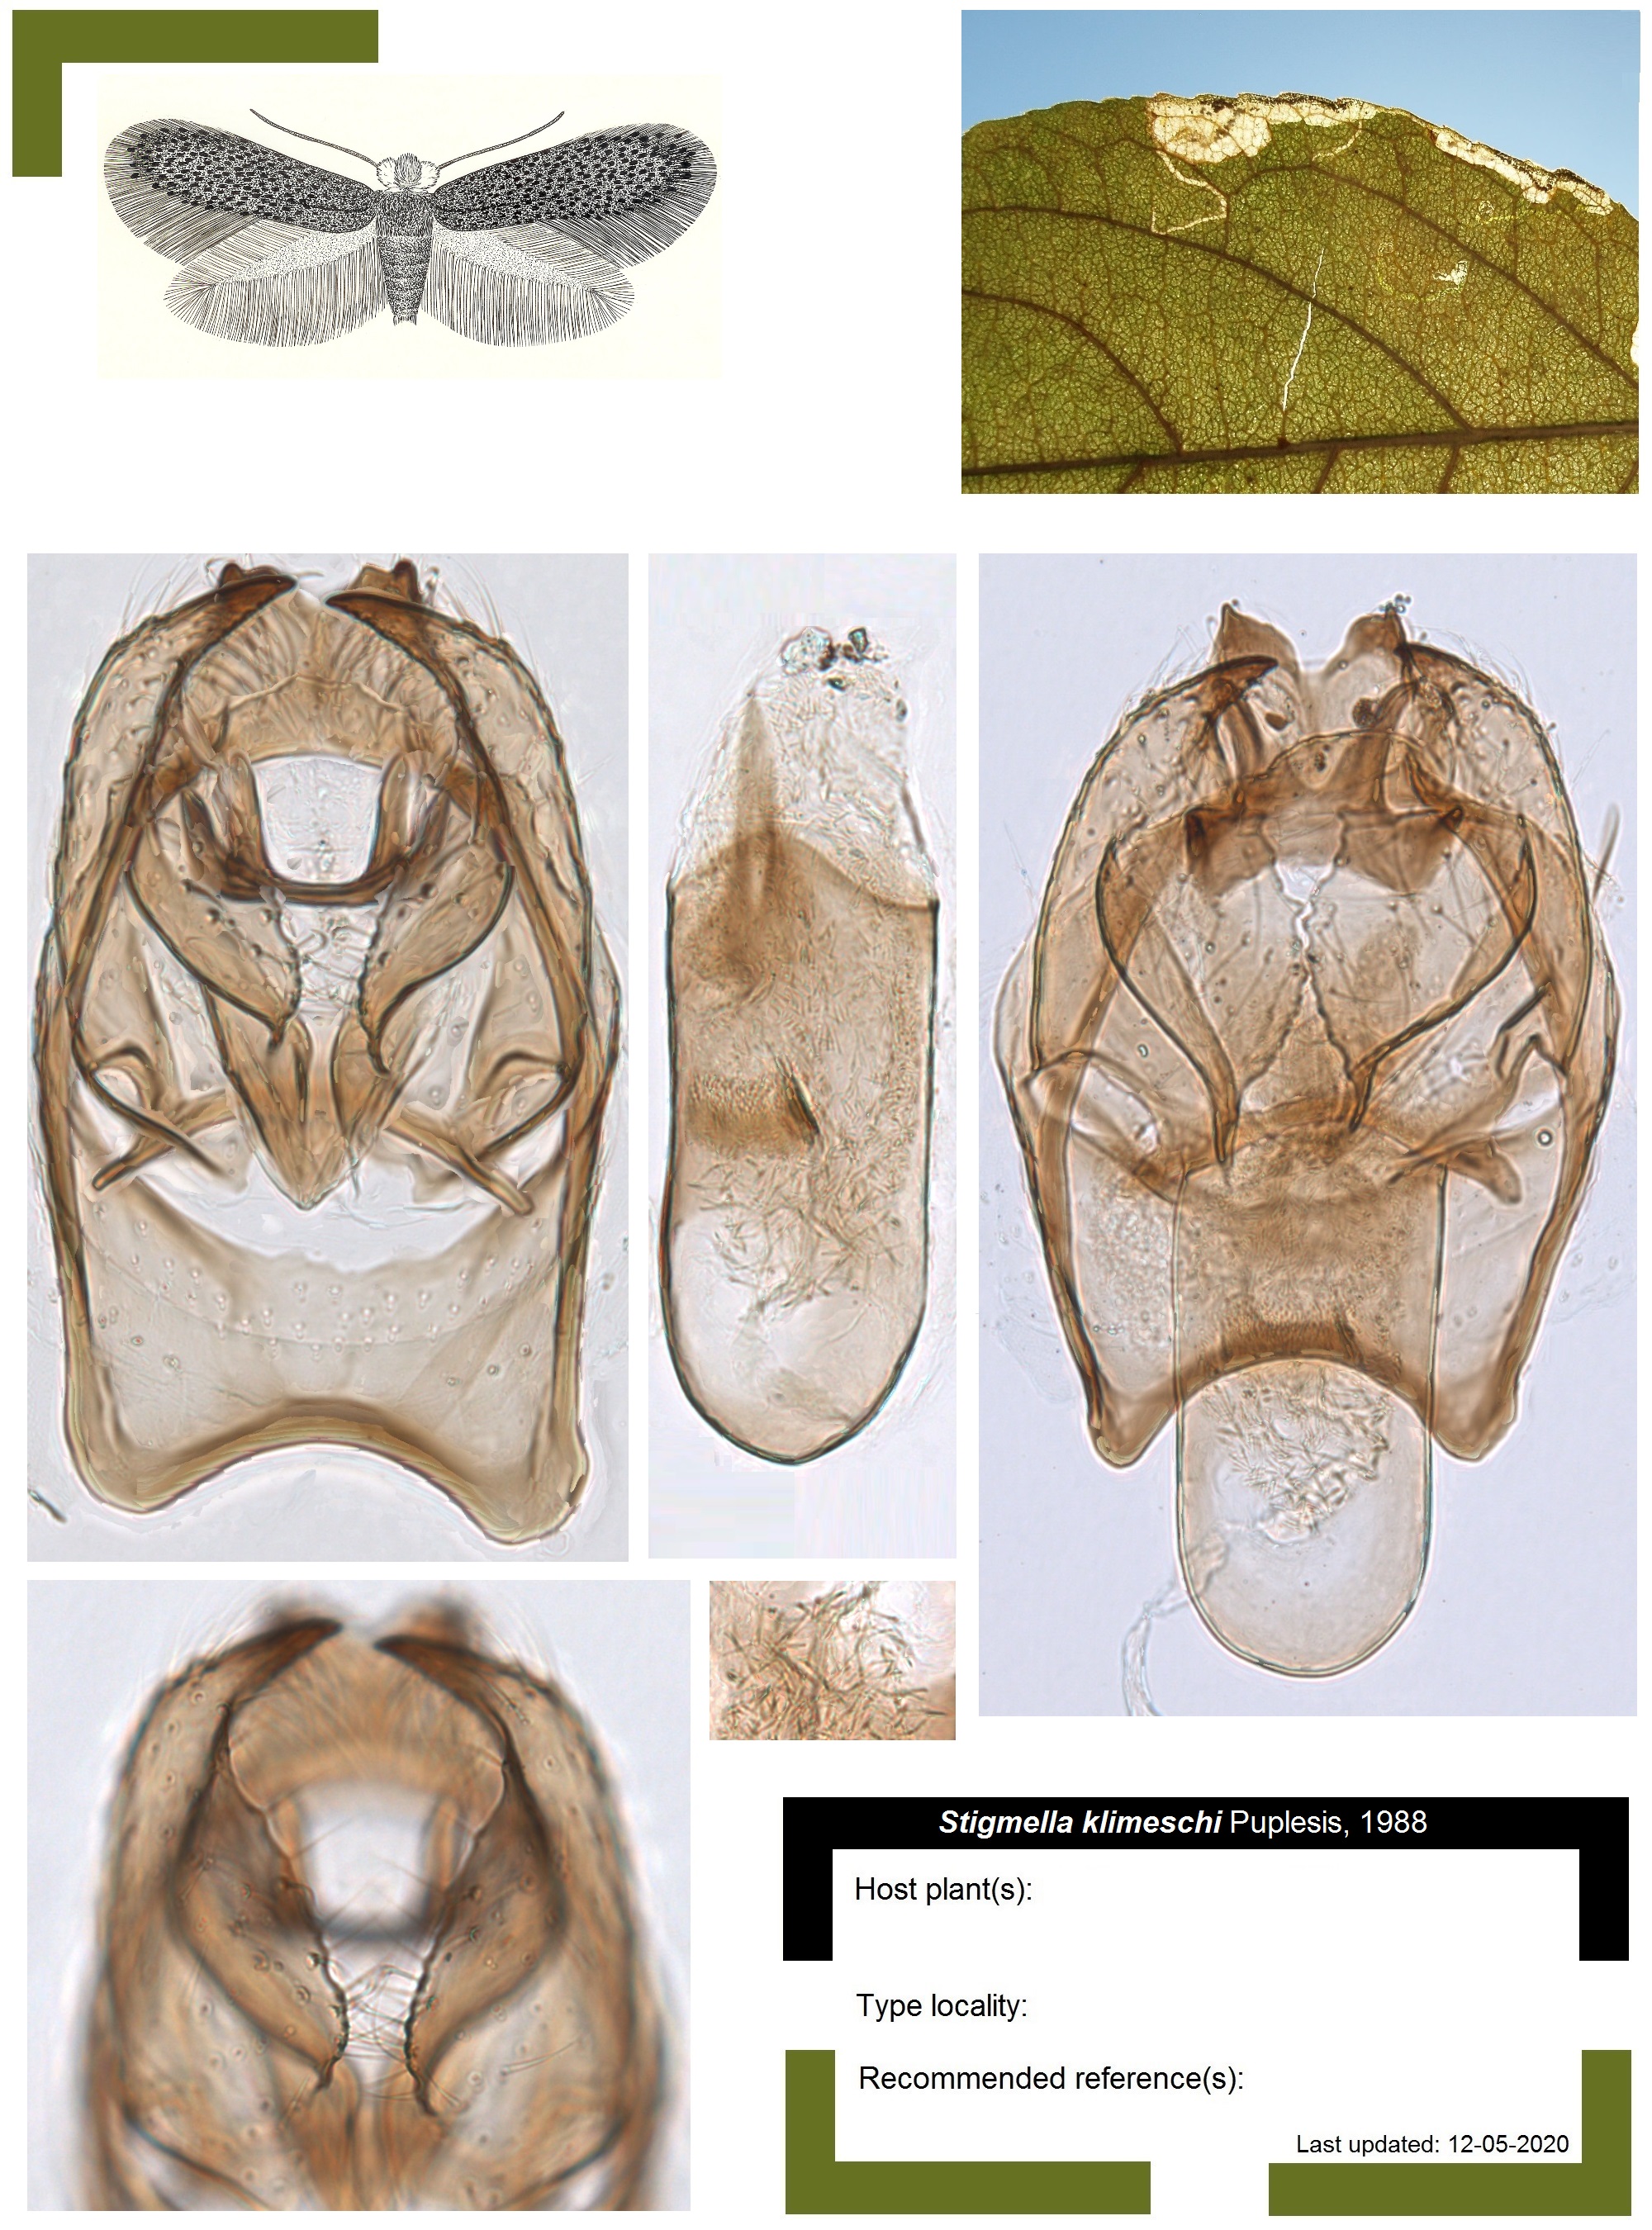 Stigmella klimeschi Puplesis, 1988
Host plant(s):
Type locality:
Recommended reference(s):
Last updated: 12-05-2020